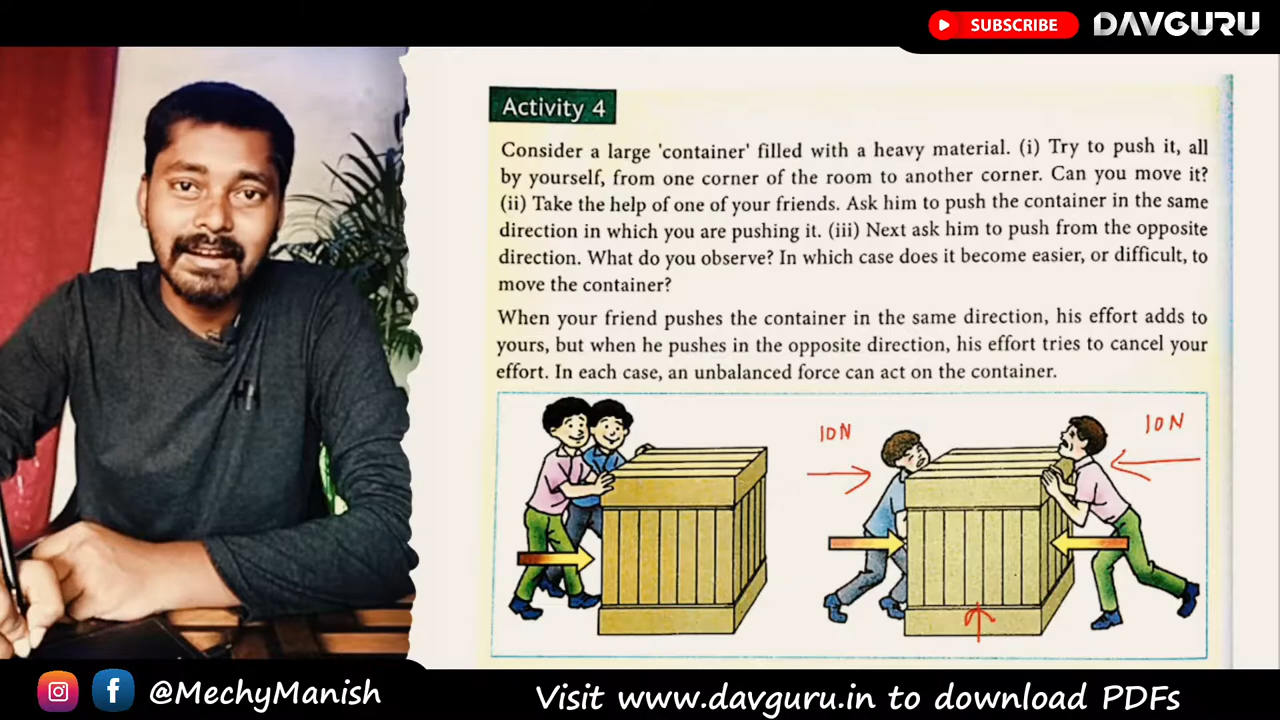 SUBSCRIBE DAVGURU
Activity 4
Consider a large 'container' filled with a heavy material. (i) Try to push it, all
by yourself, from one corner of the room to another corner. Can you move it?
(ii) Take the help of one of your friends. Ask him to push the container in the same
direction in which you are pushing it. (iii) Next ask him to push from the opposite
direction. What do you observe? In which case does it become easier, or difficult, to
move the container?
When your friend pushes the container in the same direction, his effort adds to
yours, but when he pushes in the opposite direction, his effort tries to cancel your
effort. In each case, an unbalanced force can act on the container.
10N
10N
@MechyManish
Visit www.davguru.in to download PDFs